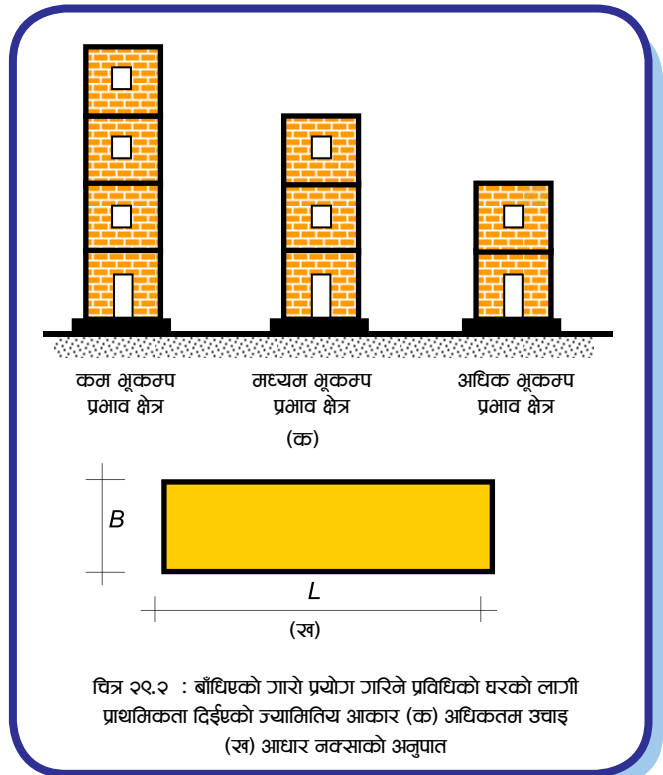 कम भूकम्प
प्रभाव क्षेत्र
मध्यम भूकम्प
प्रभाव क्षेत्र
अधिक भूकम्प
प्रभाव क्षेत्र
(क)
B
L
(ख)
चित्र २९.२ : बाँधिएको गारो प्रयोग गरिने प्रविधिको घरको लागी
प्राथमिकता दिईएको ज्यामितिय आकार (क) अधिकतम उचाइ
(ख) आधार नक्साको अनुपात